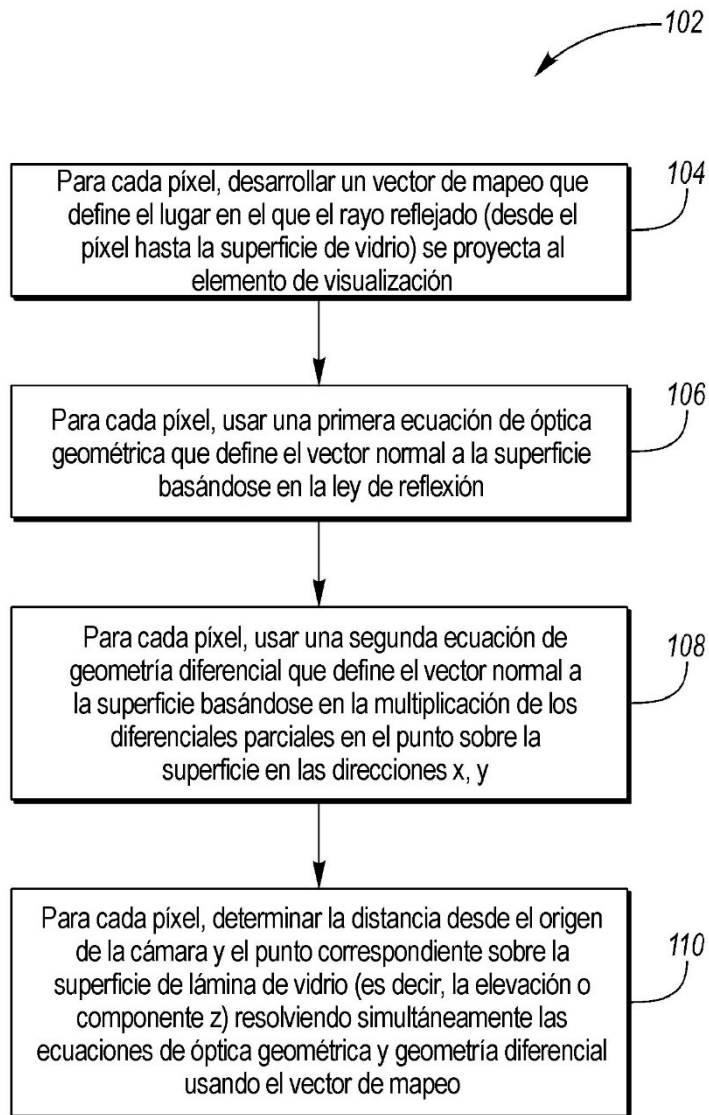 102
Para cada píxel, desarrollar un vector de mapeo que
define el lugar en el que el rayo reflejado (desde el
píxel hasta la superficie de vidrio) se proyecta al
elemento de visualización
104
Para cada píxel, usar una primera ecuación de óptica
geométrica que define el vector normal a la superficie
basándose en la ley de reflexión
106
Para cada píxel, usar una segunda ecuación de
geometría diferencial que define el vector normal a
la superficie basándose en la multiplicación de los
diferenciales parciales en el punto sobre la
superficie en las direcciones x, y
108
Para cada píxel, determinar la distancia desde el origen
de la cámara y el punto correspondiente sobre la
superficie de lámina de vidrio (es decir, la elevación o
componente z) resolviendo simultáneamente las
ecuaciones de óptica geométrica y geometría diferencial
usando el vector de mapeo
110